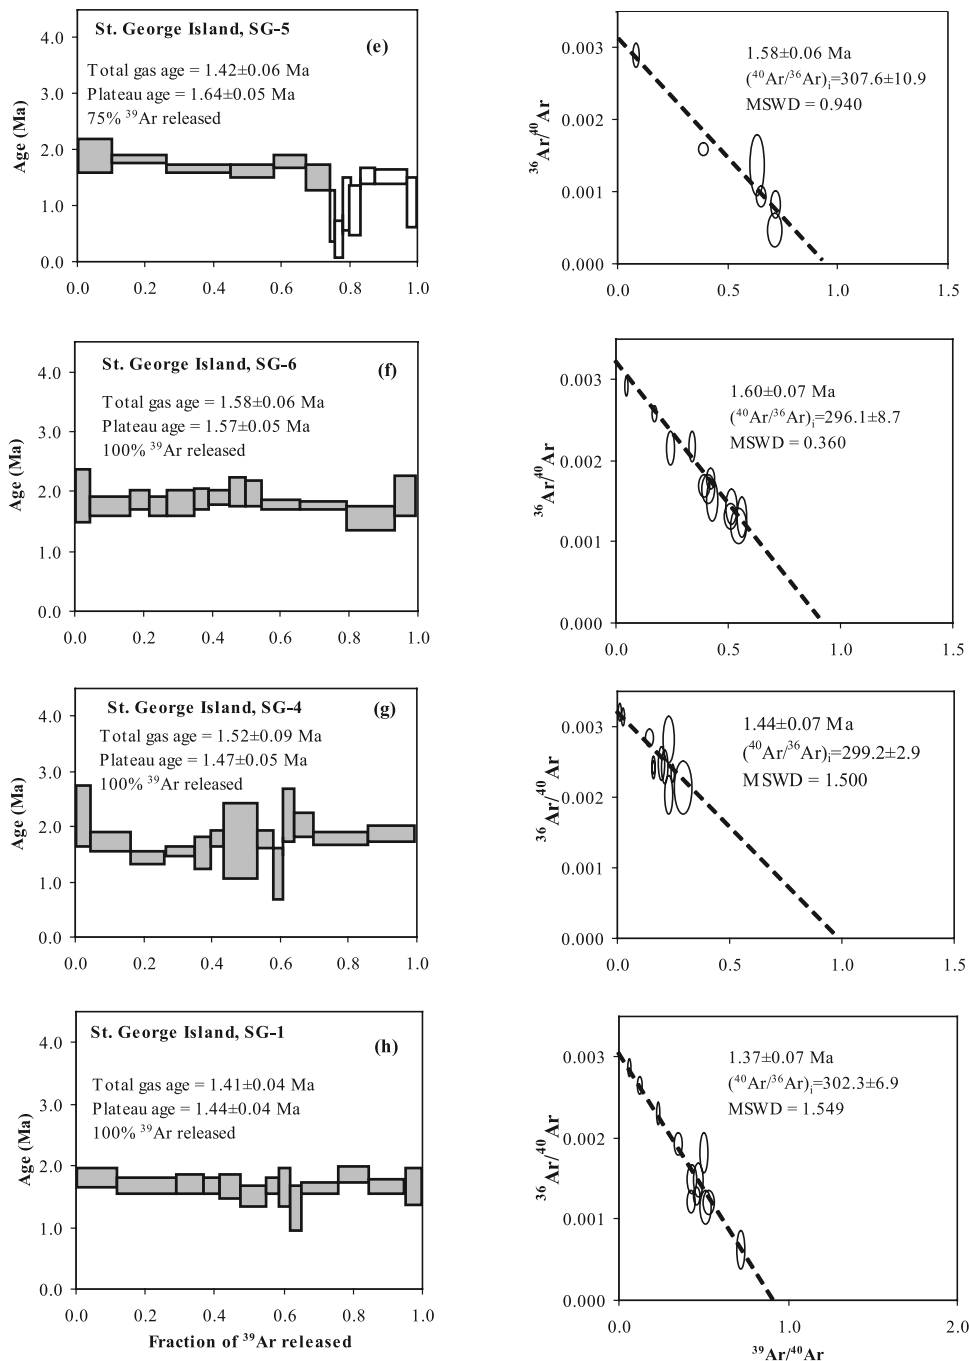 St. George Island, SG-5
(e)
Total gas age = 1.42±0.06 Ma
Plateau age = 1.64±0.05 Ma
75% ³⁹Ar released
Age (Ma)
4.0
3.0
2.0
1.0
0.0
0.0 0.2 0.4 0.6 0.8 1.0
1.58±0.06 Ma
(⁴⁰Ar/³⁶Ar)ᵢ=307.6±10.9
MSWD = 0.940
³⁶Ar/⁴⁰Ar
0.003
0.002
0.001
0.000
0.0 0.5 1.0 1.5
St. George Island, SG-6
(f)
Total gas age = 1.58±0.06 Ma
Plateau age = 1.57±0.05 Ma
100% ³⁹Ar released
Age (Ma)
4.0
3.0
2.0
1.0
0.0
0.0 0.2 0.4 0.6 0.8 1.0
1.60±0.07 Ma
(⁴⁰Ar/³⁶Ar)ᵢ=296.1±8.7
MSWD = 0.360
³⁶Ar/⁴⁰Ar
0.003
0.002
0.001
0.000
0.0 0.5 1.0 1.5
St. George Island, SG-4
(g)
Total gas age = 1.52±0.09 Ma
Plateau age = 1.47±0.05 Ma
100% ³⁹Ar released
Age (Ma)
4.0
3.0
2.0
1.0
0.0
0.0 0.2 0.4 0.6 0.8 1.0
1.44±0.07 Ma
(⁴⁰Ar/³⁶Ar)ᵢ=299.2±2.9
MSWD = 1.500
³⁶Ar/⁴⁰Ar
0.003
0.002
0.001
0.000
0.0 0.5 1.0 1.5
St. George Island, SG-1
(h)
Total gas age = 1.41±0.04 Ma
Plateau age = 1.44±0.04 Ma
100% ³⁹Ar released
Age (Ma)
4.0
3.0
2.0
1.0
0.0
0.0 0.2 0.4 0.6 0.8 1.0
Fraction of ³⁹Ar released
1.37±0.07 Ma
(⁴⁰Ar/³⁶Ar)ᵢ=302.3±6.9
MSWD = 1.549
³⁶Ar/⁴⁰Ar
0.003
0.002
0.001
0.000
0.0 1.0 2.0
³⁹Ar/⁴⁰Ar